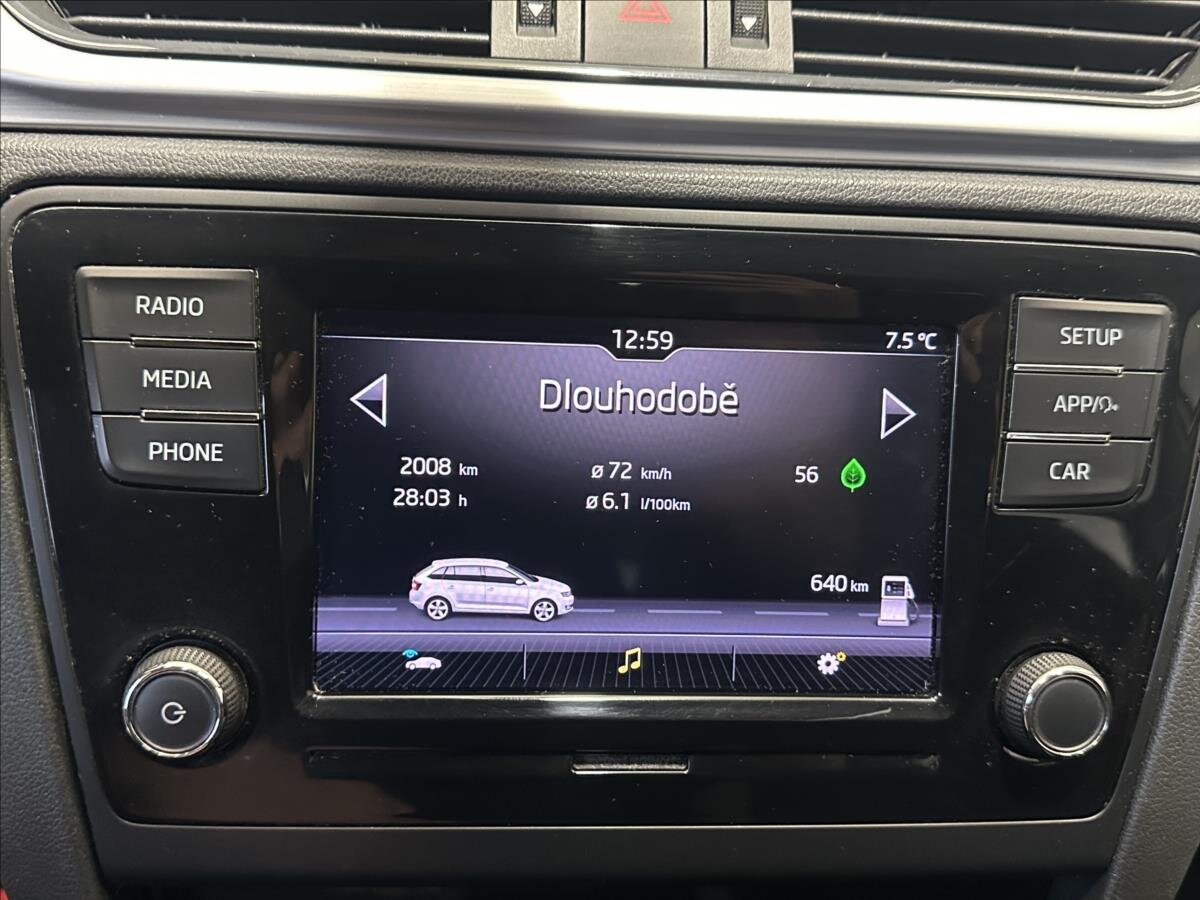 RADIO
MEDIA
PHONE
12:59
7.5 °C
Dlouhodobě
2008 km
28:03 h
ø 72 km/h
ø 6.1 l/100km
56
640 km
SETUP
APP/
CAR